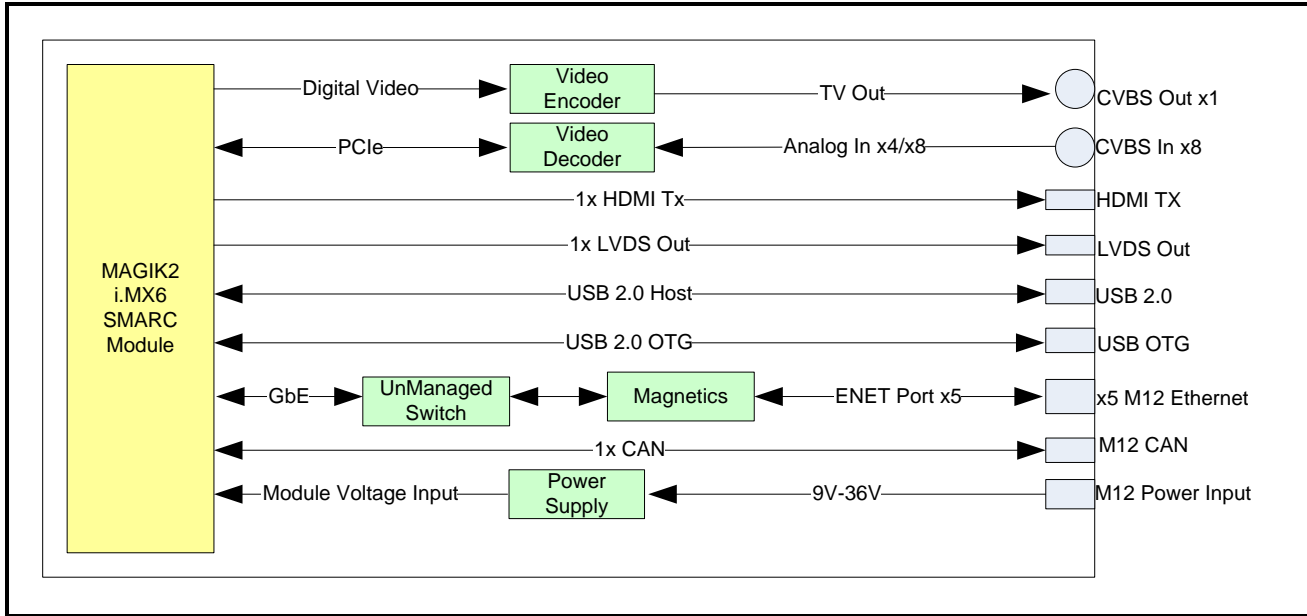 Digital Video
Video
Encoder
TV Out
CVBS Out x1
PCIe
Video
Decoder
Analog In x4/x8
CVBS In x8
1x HDMI Tx
HDMI TX
1x LVDS Out
LVDS Out
MAGIK2
i.MX6
SMARC
Module
USB 2.0 Host
USB 2.0
USB 2.0 OTG
USB OTG
GbE
UnManaged
Switch
Magnetics
ENET Port x5
x5 M12 Ethernet
1x CAN
M12 CAN
Module Voltage Input
Power
Supply
9V-36V
M12 Power Input